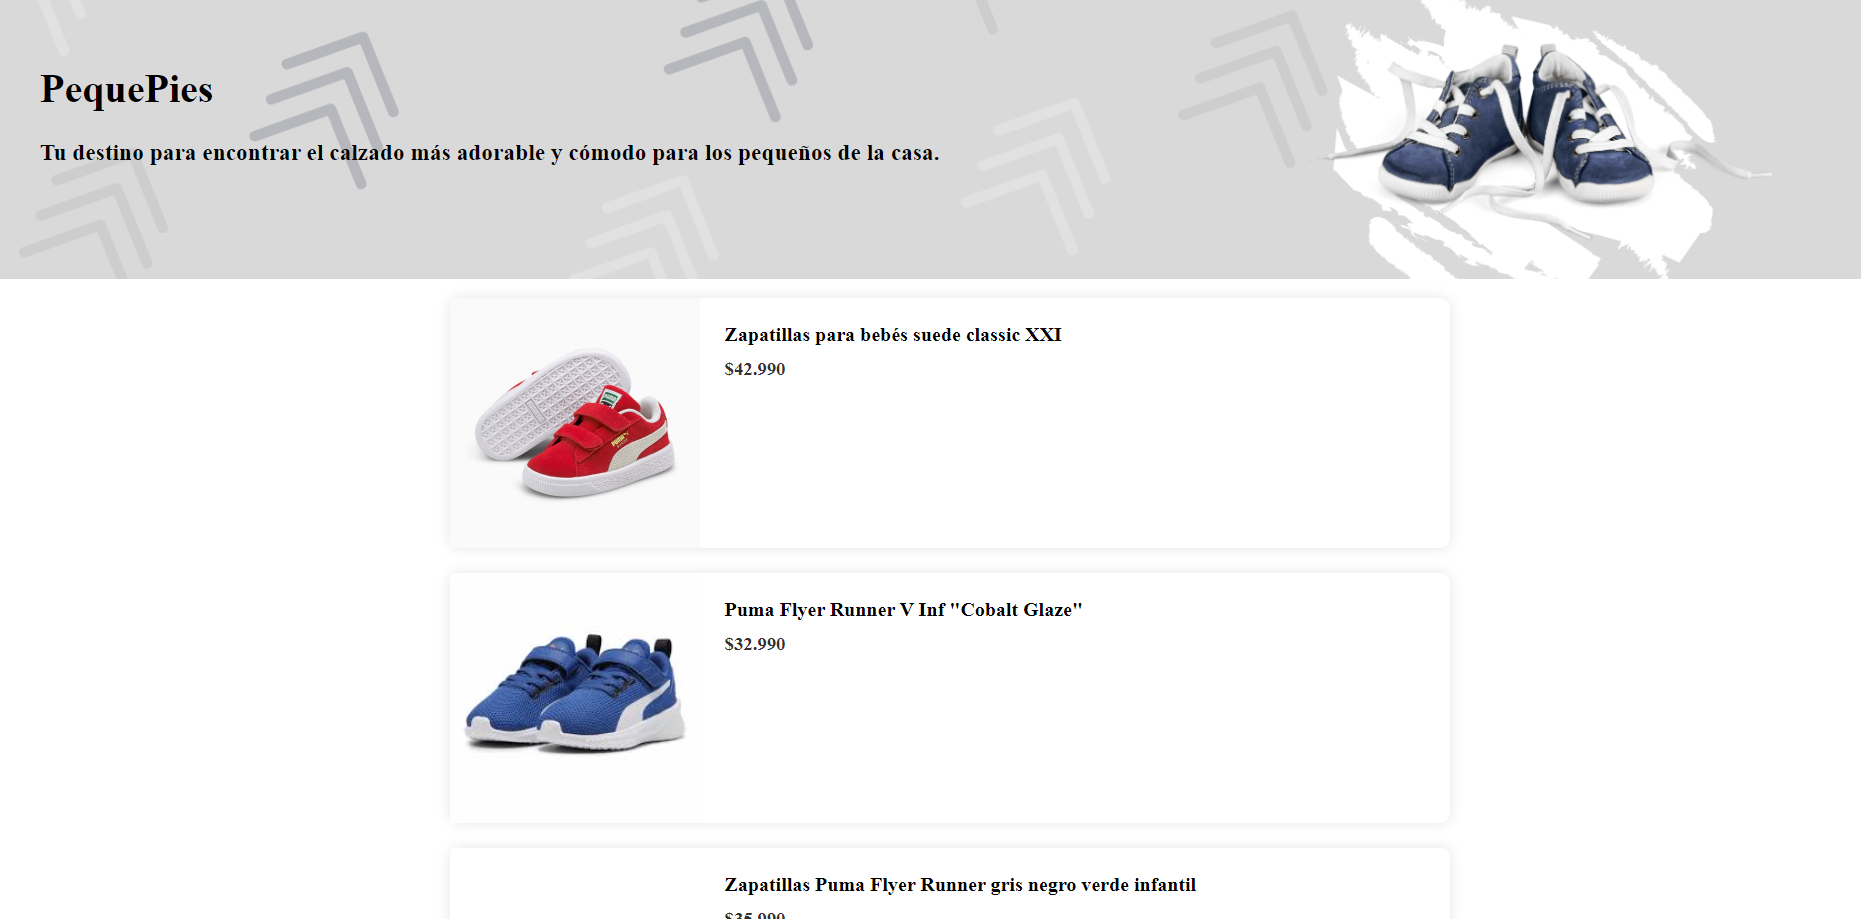 PequePies
Tu destino para encontrar el calzado más adorable y cómodo para los pequeños de la casa.
Zapatillas para bebés suede classic XXI
$42.990
Puma Flyer Runner V Inf "Cobalt Glaze"
$32.990
Zapatillas Puma Flyer Runner gris negro verde infantil
$35.990